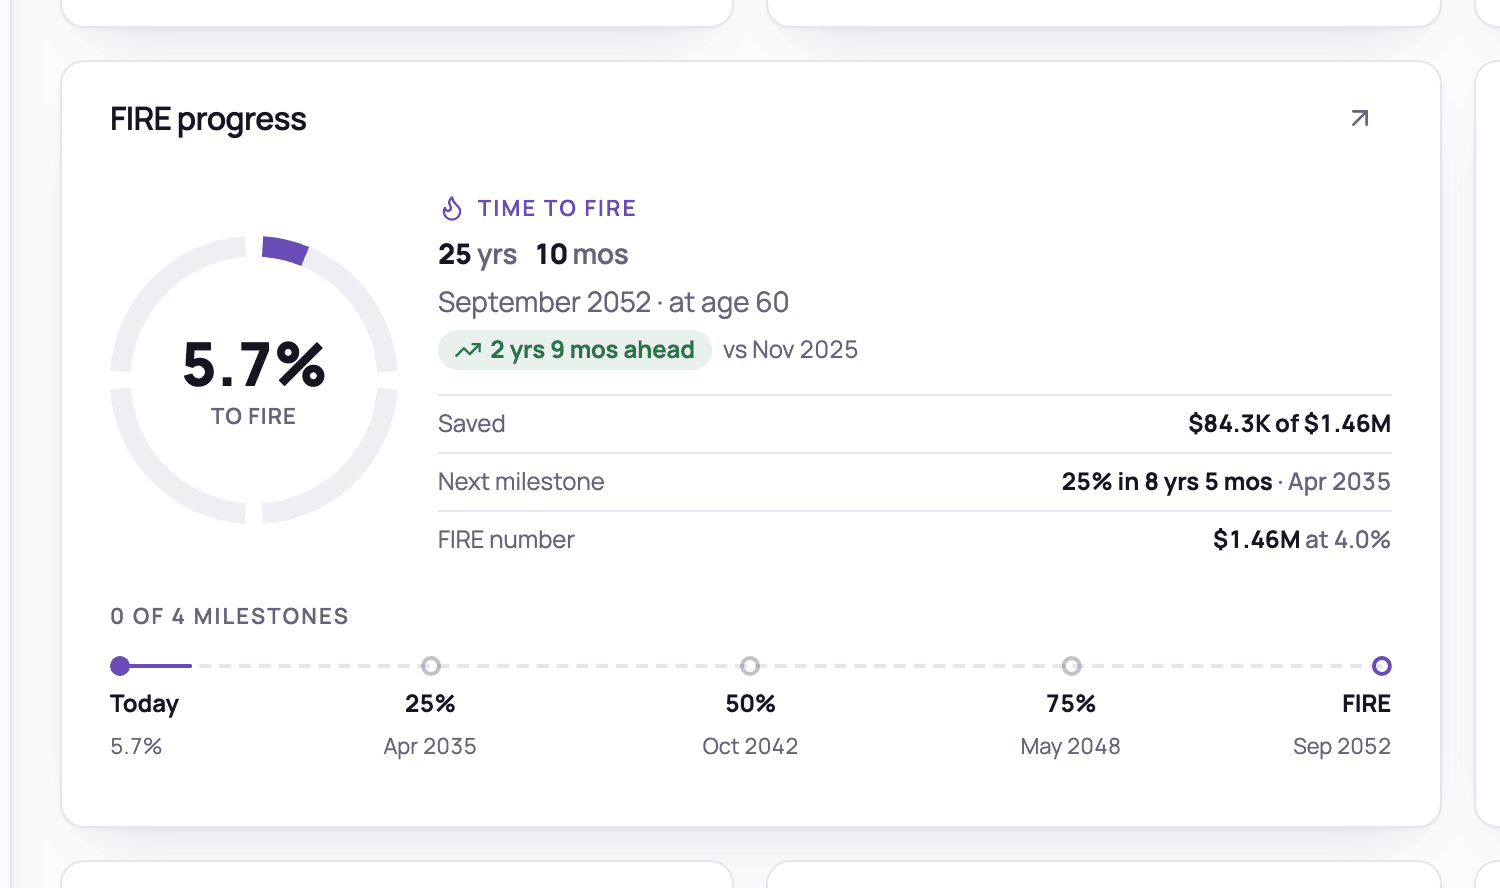 FIRE progress
TIME TO FIRE
25 yrs 10 mos
September 2052 · at age 60
2 yrs 9 mos ahead vs Nov 2025
5.7%
TO FIRE
Saved $84.3K of $1.46M
Next milestone 25% in 8 yrs 5 mos · Apr 2035
FIRE number $1.46M at 4.0%
0 OF 4 MILESTONES
Today 25% 50% 75% FIRE
5.7% Apr 2035 Oct 2042 May 2048 Sep 2052